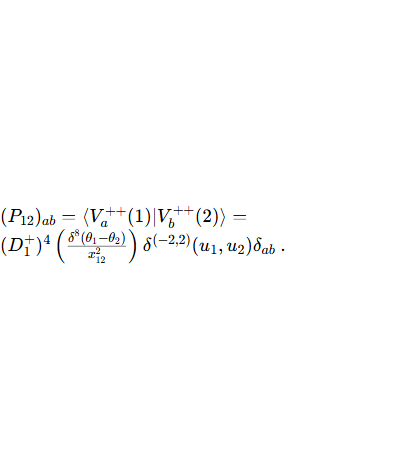 $(P_{12})_{ab} = \langle V_a^{++}(1)|V_b^{++}(2)\rangle =$
$(D_1^+)^4 \left( \frac{\delta^8(\theta_1-\theta_2)}{x_{12}^2} \right) \delta^{(-2,2)}(u_1, u_2)\delta_{ab} \ .$